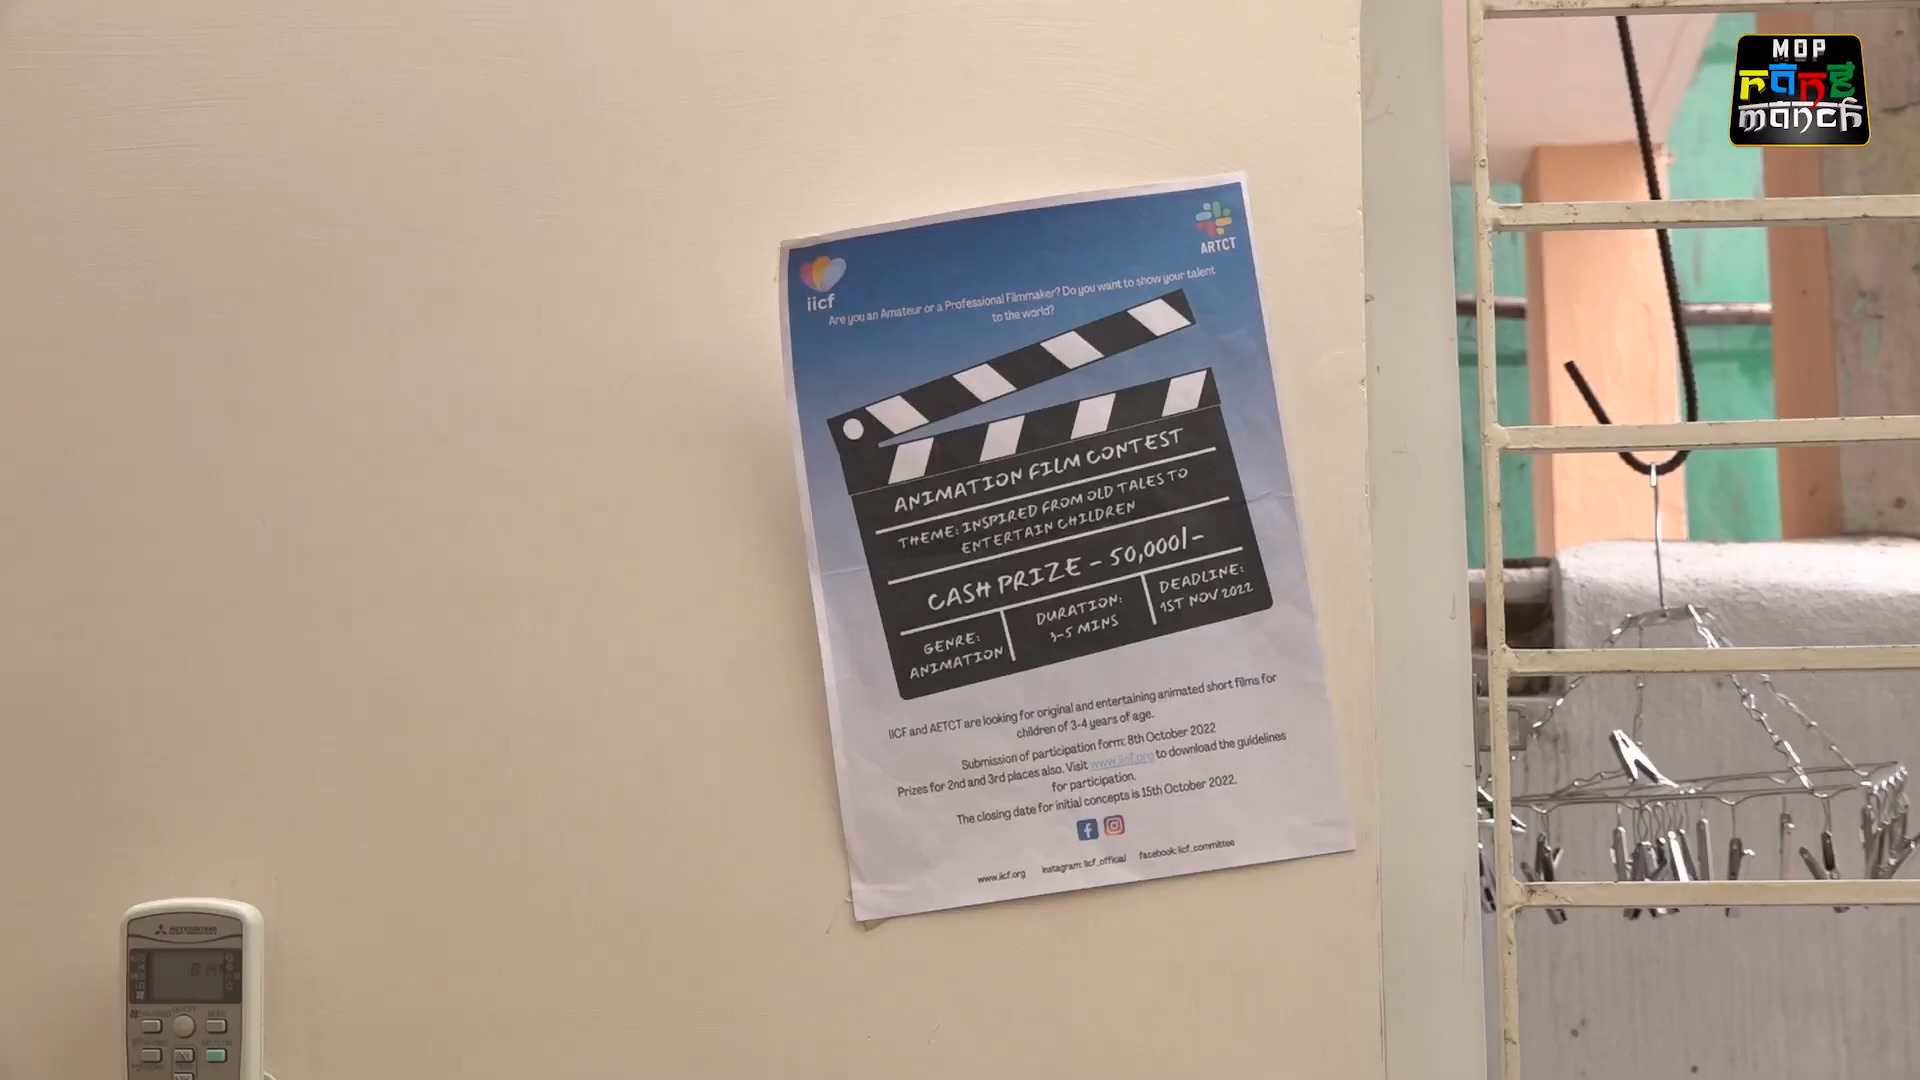 MOP
rang
manch
iicf
ARTCT
Are you an Amateur or a Professional Filmmaker? Do you want to show your talent
to the world?
ANIMATION FILM CONTEST
THEME: INSPIRED FROM OLD TALES TO
ENTERTAIN CHILDREN
CASH PRIZE - 50,000/-
GENRE:
ANIMATION
DURATION:
3-5 MINS
DEADLINE:
1ST NOV 2022
IICF and AETCT are looking for original and entertaining animated short films for
children of 3-4 years of age.
Submission of participation form: 8th October 2022
Prizes for 2nd and 3rd places also. Visit www.iicf.org to download the guidelines
for participation.
The closing date for initial concepts is 15th October 2022.
www.iicf.org Instagram: iicf_official facebook: iicf_committee
MODE